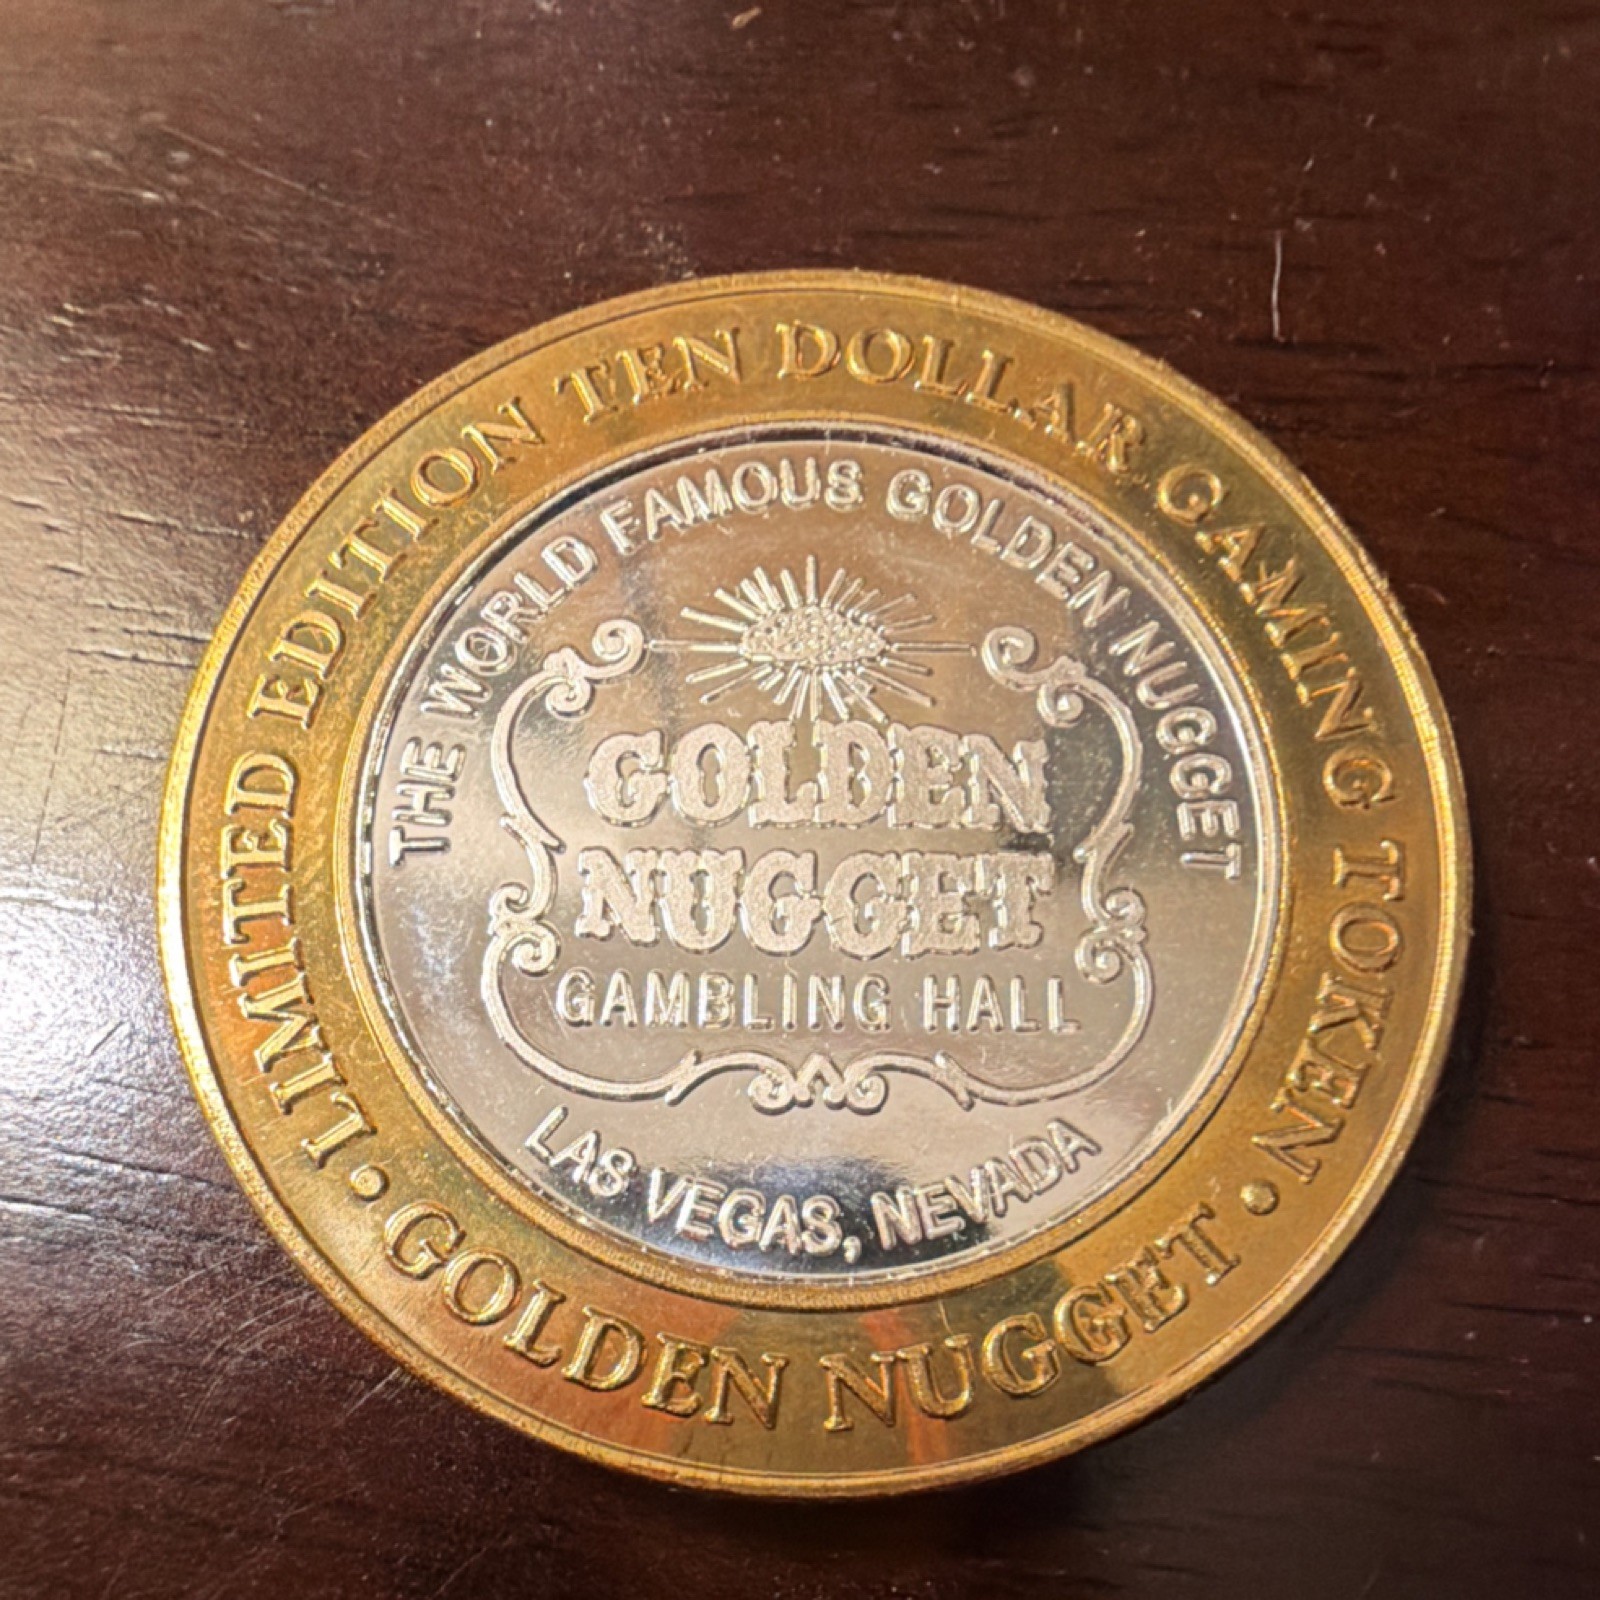 LIMITED EDITION TEN DOLLAR GAMING TOKEN
THE WORLD FAMOUS GOLDEN NUGGET
GOLDEN
NUGGET
GAMBLING HALL
LAS VEGAS, NEVADA
• GOLDEN NUGGET •